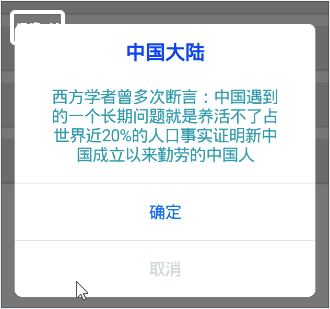 中国大陆
西方学者曾多次断言：中国遇到
的一个长期问题就是养活不了占
世界近20%的人口事实证明新中
国成立以来勤劳的中国人
确定
取消